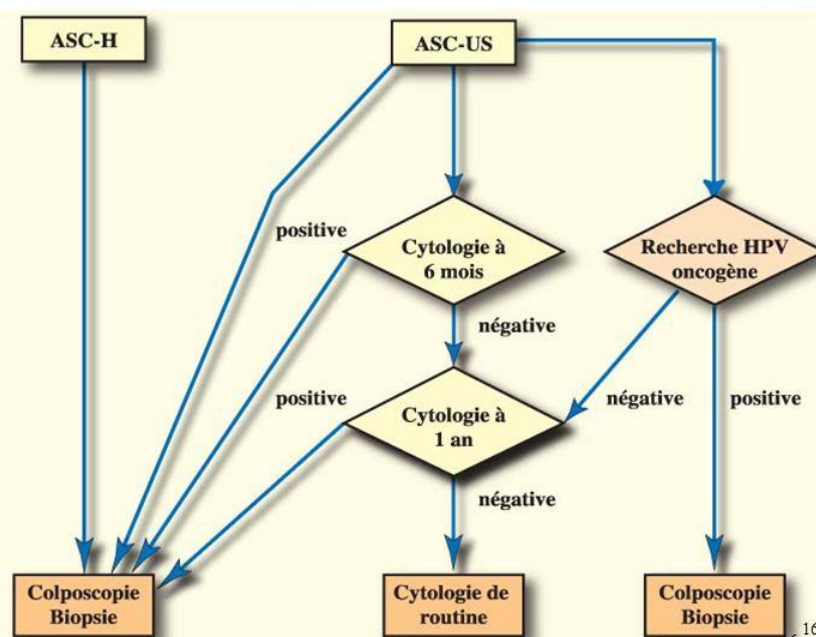 ASC-H
ASC-US
positive
Cytologie à
6 mois
Recherche HPV
oncogène
négative
positive
Cytologie à
1 an
négative
positive
négative
Colposcopie
Biopsie
Cytologie de
routine
Colposcopie
Biopsie
16